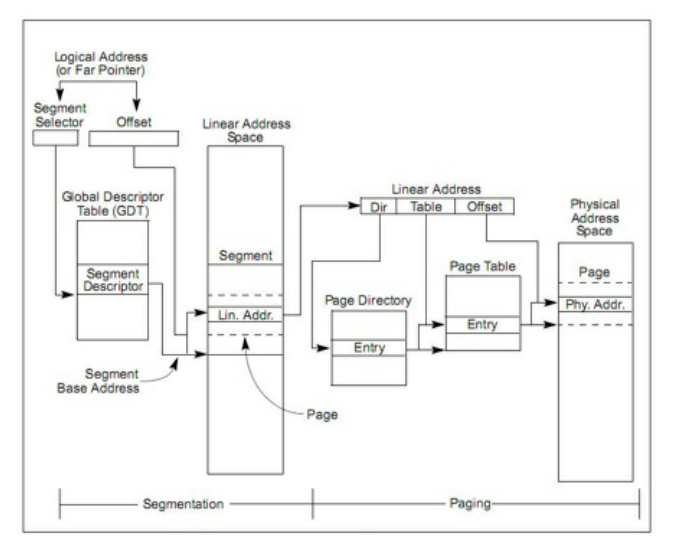 Logical Address
(or Far Pointer)
Segment
Selector
Offset
Linear Address
Space
Global Descriptor
Table (GDT)
Segment
Descriptor
Segment
Lin. Addr.
Segment
Base Address
Page
Linear Address
Dir
Table
Offset
Physical
Address
Space
Page Directory
Entry
Page Table
Entry
Page
Phy. Addr.
Segmentation
Paging